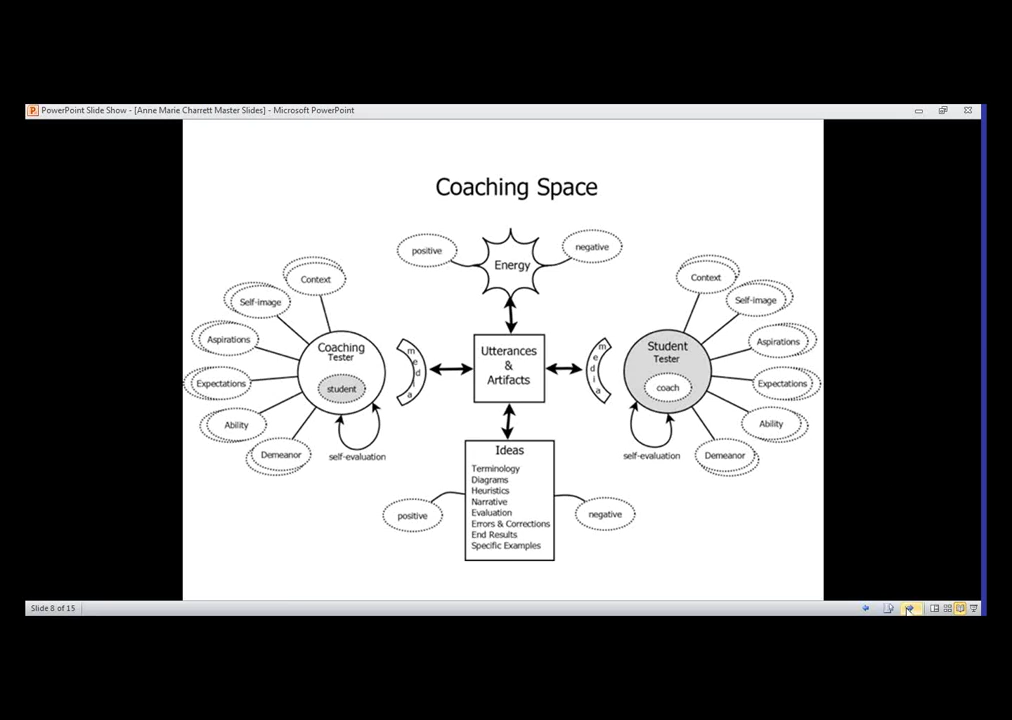 PowerPoint Slide Show - [Anne Marie Charrett Master Slides] - Microsoft PowerPoint
Coaching Space
positive
Energy
negative
Context
Self-image
Aspirations
Expectations
Ability
Demeanor
Coaching
Tester
student
self-evaluation
media
Utterances
&
Artifacts
media
Student
Tester
coach
self-evaluation
Context
Self-image
Aspirations
Expectations
Ability
Demeanor
Ideas
Terminology
Diagrams
Heuristics
Narrative
Evaluation
Errors & Corrections
End Results
Specific Examples
positive
negative
Slide 8 of 15